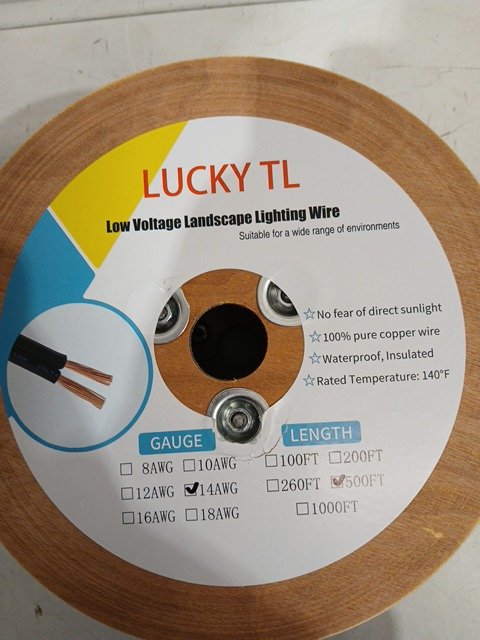 LUCKY TL
Low Voltage Landscape Lighting Wire
Suitable for a wide range of environments
☆No fear of direct sunlight
☆100% pure copper wire
☆Waterproof, Insulated
☆Rated Temperature: 140°F
GAUGE
☐ 8AWG ☐10AWG
☐12AWG ☑14AWG
☐16AWG ☐18AWG
LENGTH
☐100FT ☐200FT
☐260FT ☑500FT
☐1000FT